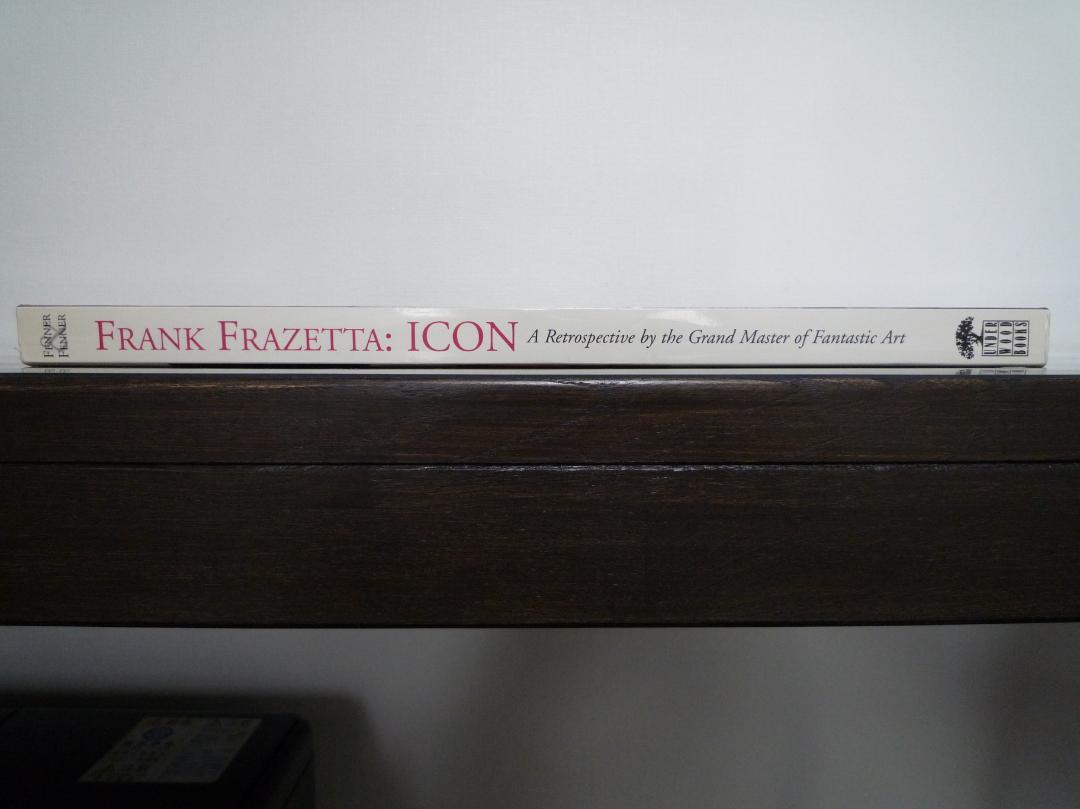 FENNER
&
FENNER
FRANK FRAZETTA: ICON A Retrospective by the Grand Master of Fantastic Art
UNDER
WOOD
BOOKS